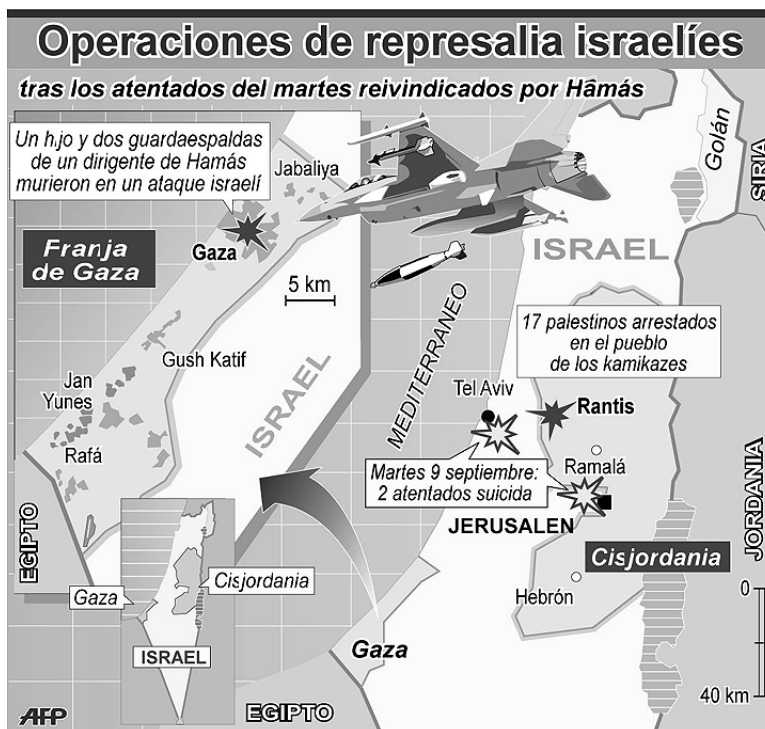 Operaciones de represalia israelíes
tras los atentados del martes reivindicados por Hámás
Un hijo y dos guardaespaldas
de un dirigente de Hamás
murieron en un ataque israelí
Jabaliya
Gaza
Franja
de Gaza
5 km
Gush Katif
Jan
Yunes
Rafá
ISRAEL
EGIPTO
MEDITERRANEO
Golán
SIRIA
ISRAEL
17 palestinos arrestados
en el pueblo
de los kamikazes
Tel Aviv
Rantis
Martes 9 septiembre:
2 atentados suicida
Ramalá
JERUSALEN
Cisjordania
JORDANIA
Hebrón
Gaza
EGIPTO
0
40 km
Gaza
Cisjordania
ISRAEL
AFP